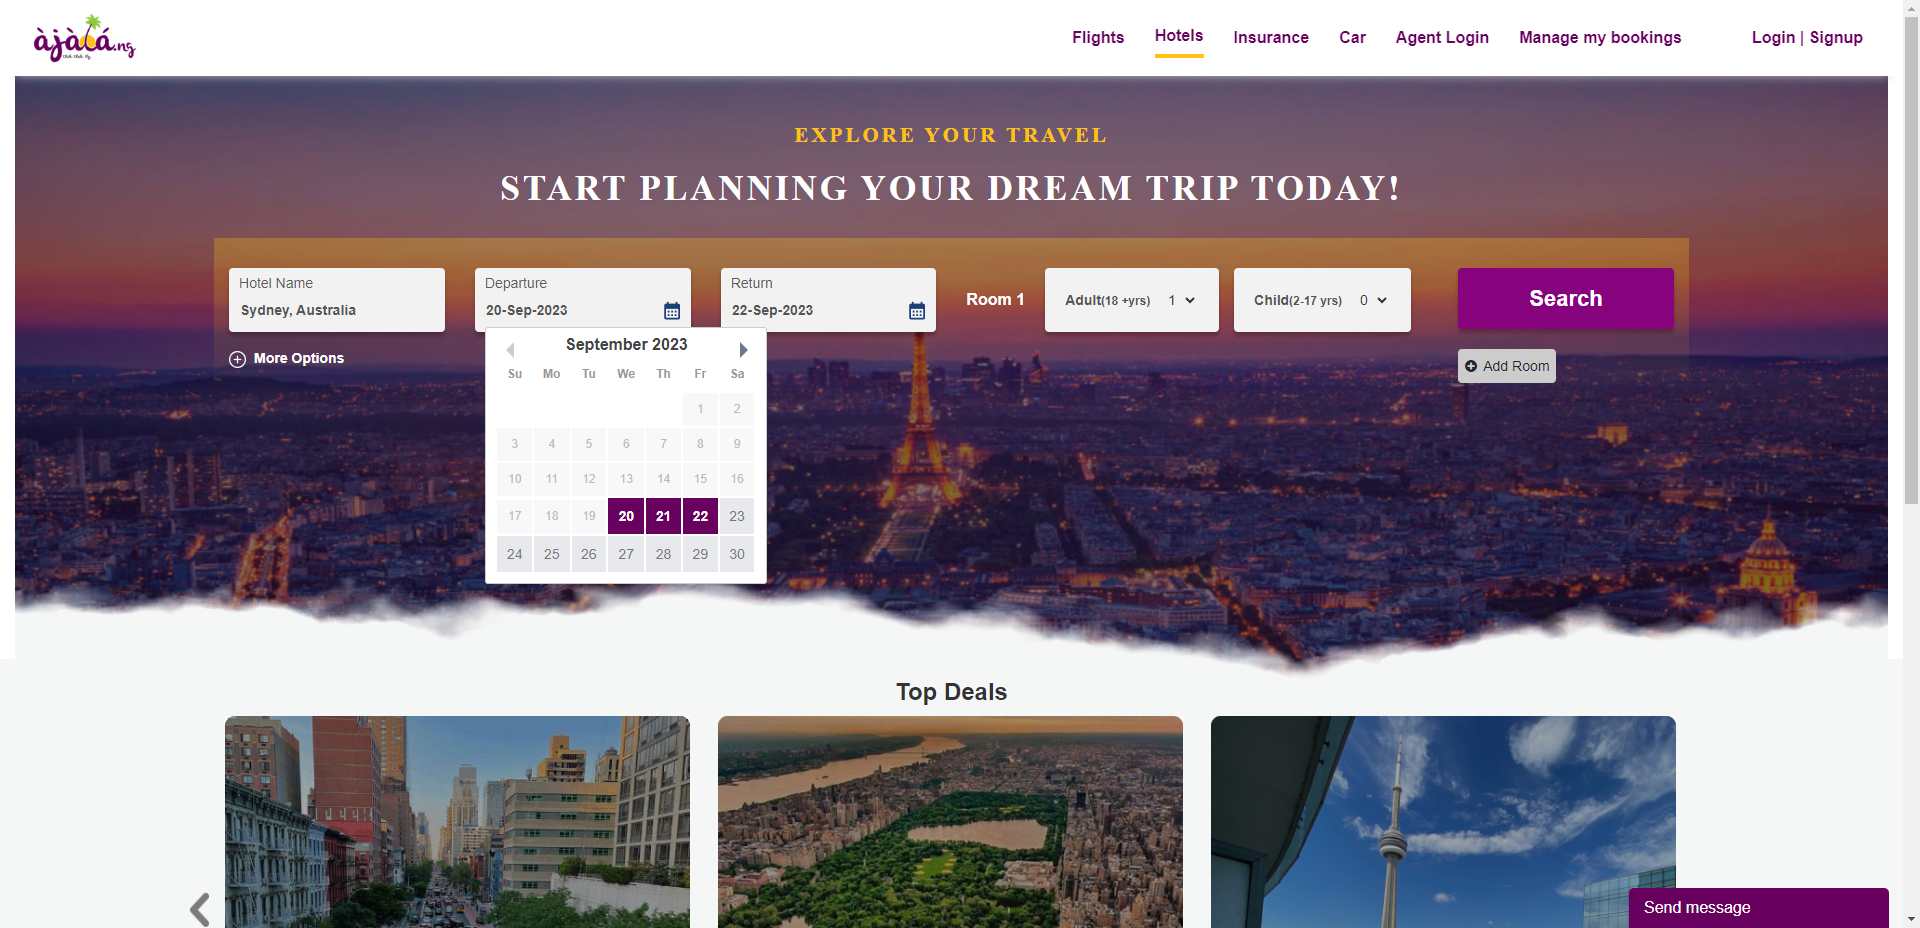 àjàlá.ng
Flights
Hotels
Insurance
Car
Agent Login
Manage my bookings
Login | Signup
EXPLORE YOUR TRAVEL
START PLANNING YOUR DREAM TRIP TODAY!
Hotel Name
Sydney, Australia
Departure
20-Sep-2023
Return
22-Sep-2023
Room 1
Adult(18 +yrs) 1
Child(2-17 yrs) 0
Search
More Options
Add Room
September 2023
Su Mo Tu We Th Fr Sa
1 2
3 4 5 6 7 8 9
10 11 12 13 14 15 16
17 18 19 20 21 22 23
24 25 26 27 28 29 30
Top Deals
Send message